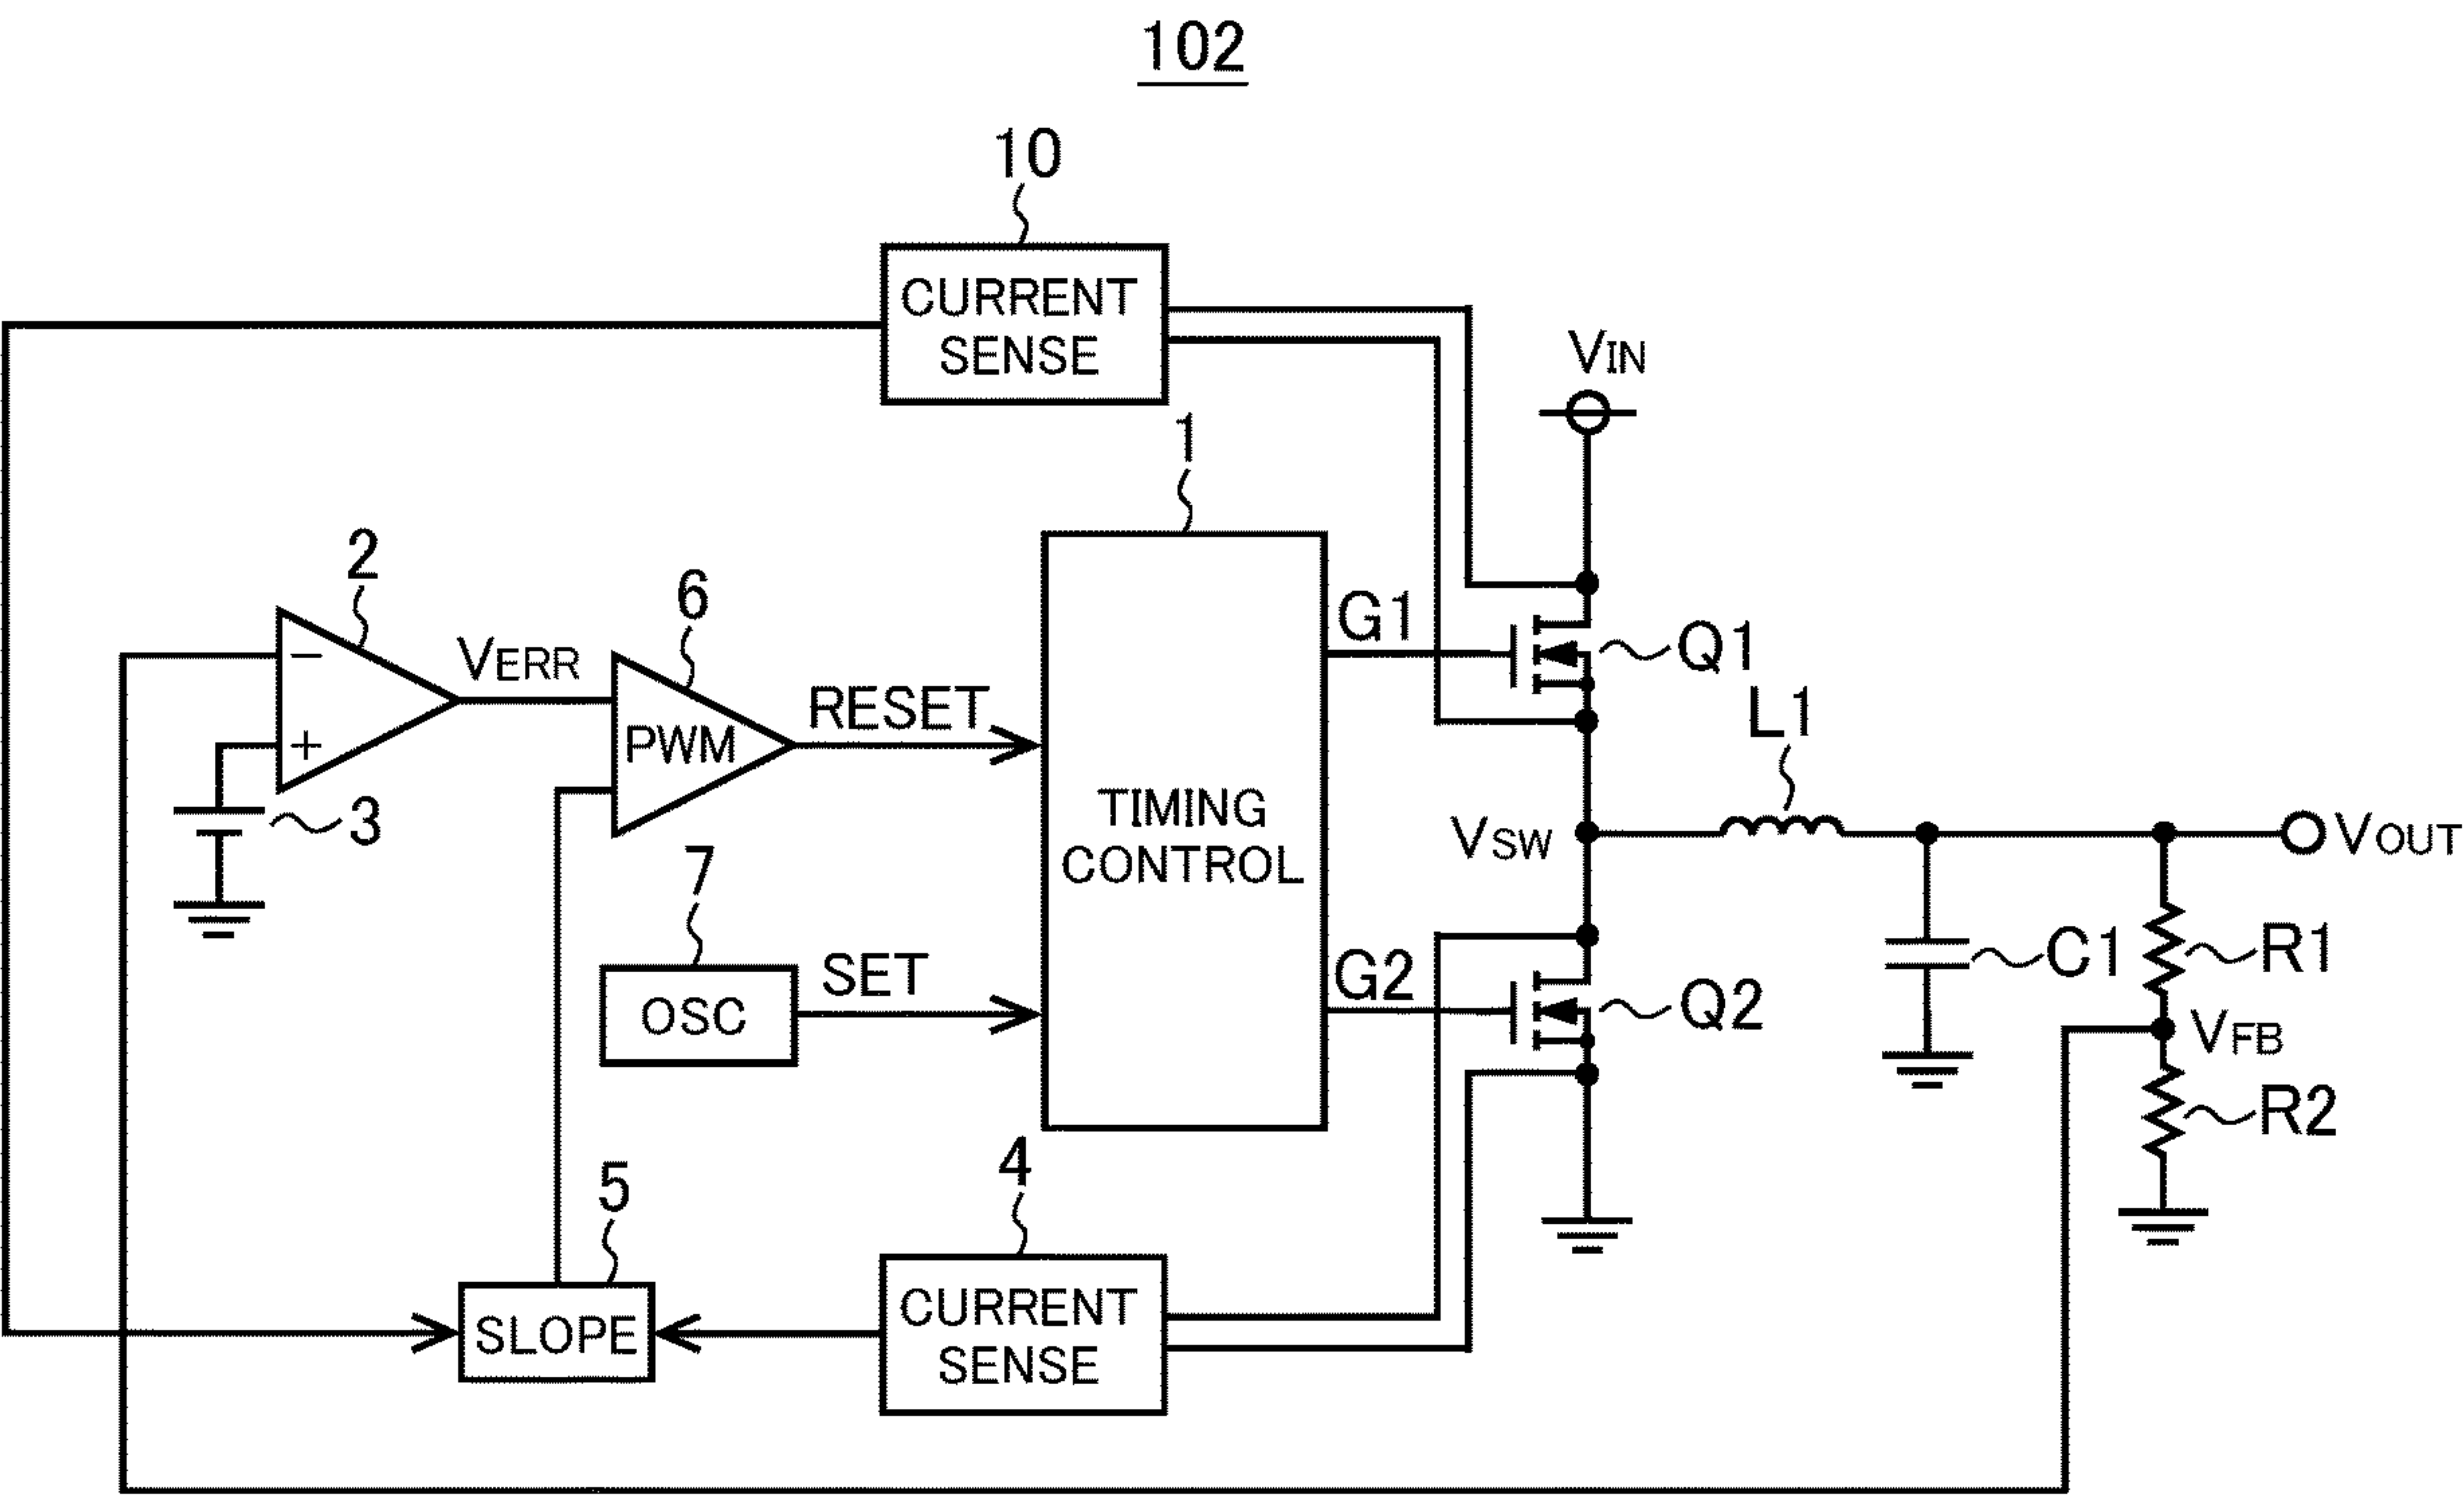 102
10
CURRENT
SENSE
VIN
1
2
6
VERR
G1
Q1
−
RESET
L1
PWM
+
3
TIMING
CONTROL
VSW
VOUT
7
SET
G2
C1
R1
OSC
Q2
VFB
R2
4
5
CURRENT
SENSE
SLOPE